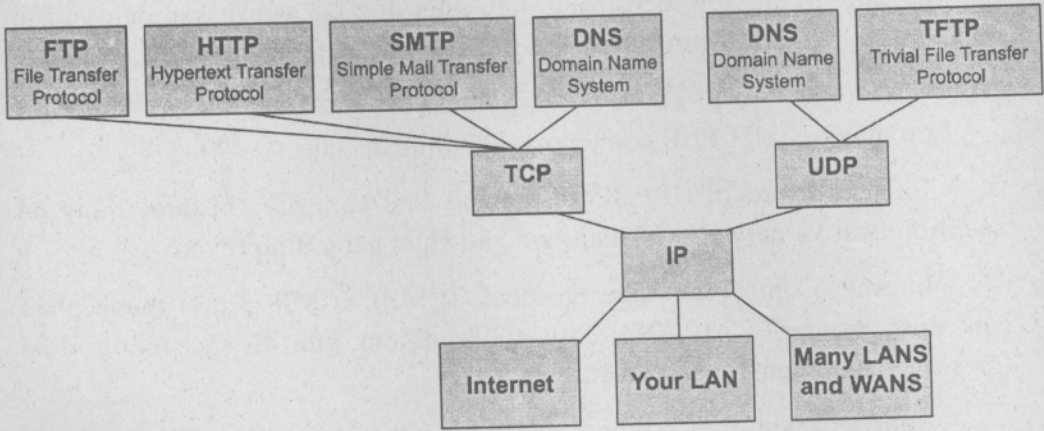 FTP
File Transfer
Protocol
HTTP
Hypertext Transfer
Protocol
SMTP
Simple Mail Transfer
Protocol
DNS
Domain Name
System
DNS
Domain Name
System
TFTP
Trivial File Transfer
Protocol
TCP
UDP
IP
Internet
Your LAN
Many LANS
and WANS